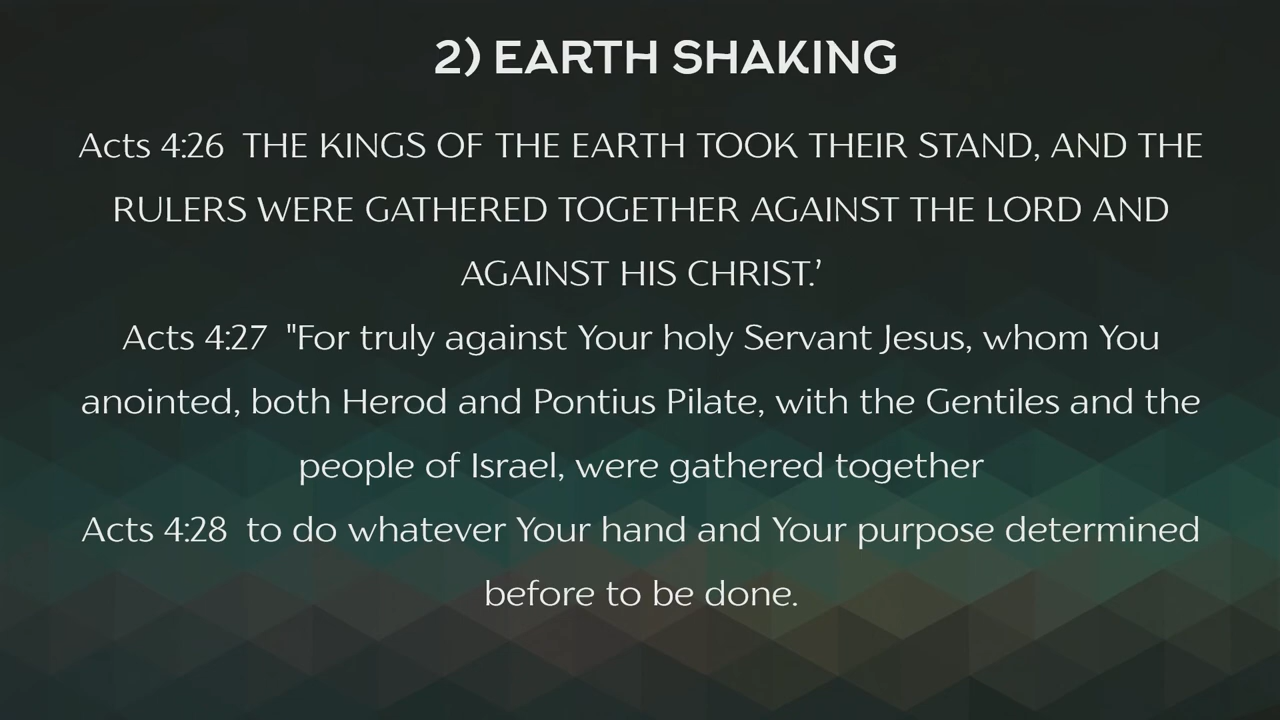 2) EARTH SHAKING
Acts 4:26  THE KINGS OF THE EARTH TOOK THEIR STAND, AND THE
RULERS WERE GATHERED TOGETHER AGAINST THE LORD AND
AGAINST HIS CHRIST.’
Acts 4:27  "For truly against Your holy Servant Jesus, whom You
anointed, both Herod and Pontius Pilate, with the Gentiles and the
people of Israel, were gathered together
Acts 4:28  to do whatever Your hand and Your purpose determined
before to be done.